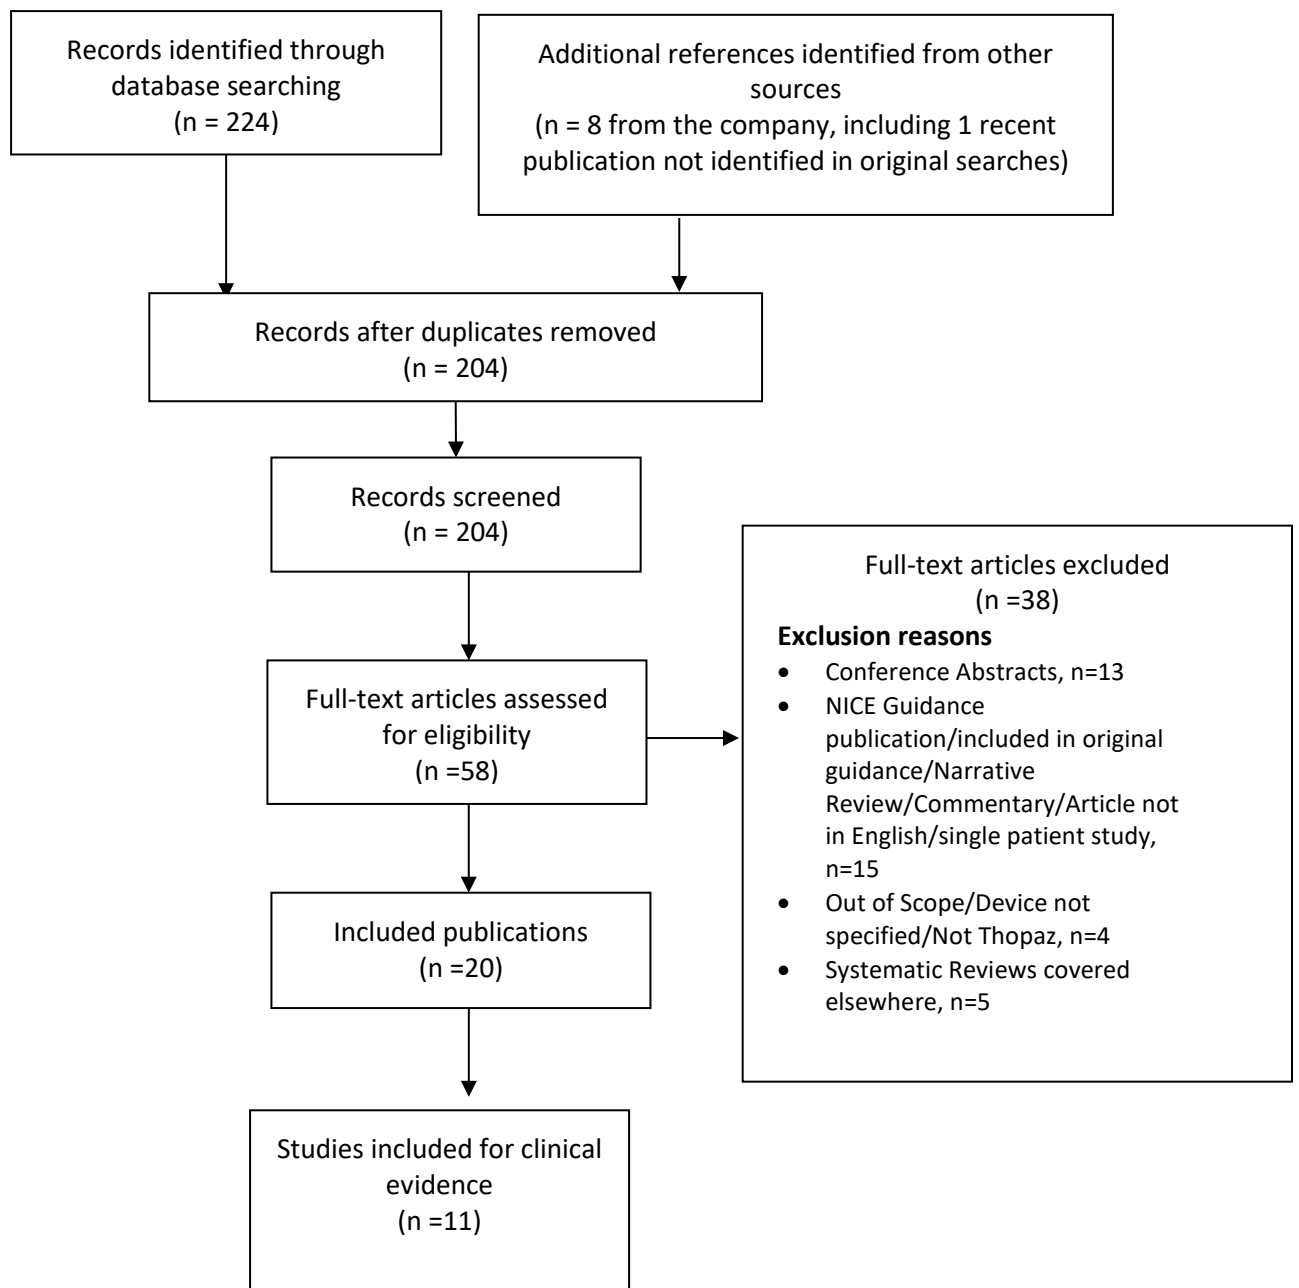 Records identified through
database searching
(n = 224)
Additional references identified from other
sources
(n = 8 from the company, including 1 recent
publication not identified in original searches)
Records after duplicates removed
(n = 204)
Records screened
(n = 204)
Full-text articles assessed
for eligibility
(n =58)
Full-text articles excluded
(n =38)
Exclusion reasons
• Conference Abstracts, n=13
• NICE Guidance
publication/included in original
guidance/Narrative
Review/Commentary/Article not
in English/single patient study,
n=15
• Out of Scope/Device not
specified/Not Thopaz, n=4
• Systematic Reviews covered
elsewhere, n=5
Included publications
(n =20)
Studies included for clinical
evidence
(n =11)